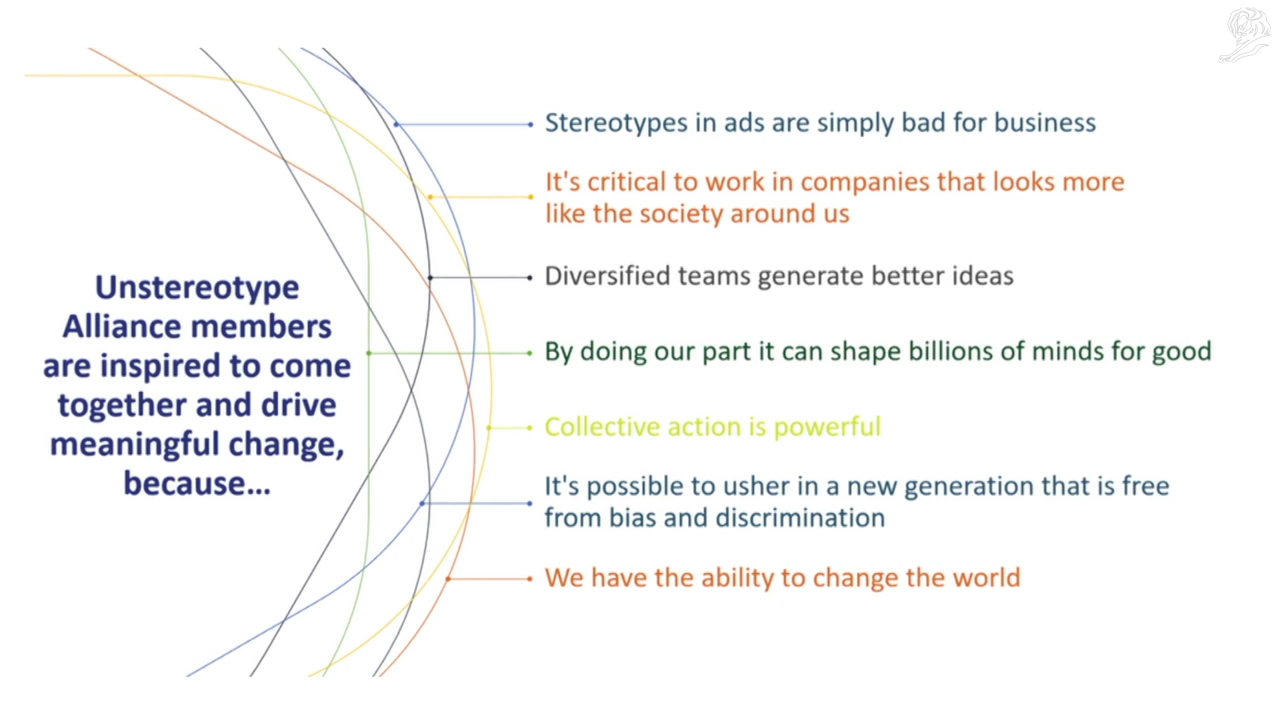 Unstereotype
Alliance members
are inspired to come
together and drive
meaningful change,
because...
Stereotypes in ads are simply bad for business
It's critical to work in companies that looks more
like the society around us
Diversified teams generate better ideas
By doing our part it can shape billions of minds for good
Collective action is powerful
It's possible to usher in a new generation that is free
from bias and discrimination
We have the ability to change the world